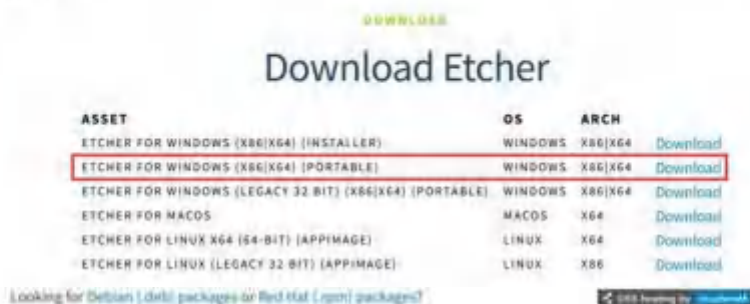 DOWNLOAD
Download Etcher
ASSET OS ARCH
ETCHER FOR WINDOWS (X86|X64) (INSTALLER) WINDOWS X86|X64 Download
ETCHER FOR WINDOWS (X86|X64) (PORTABLE) WINDOWS X86|X64 Download
ETCHER FOR WINDOWS (LEGACY 32 BIT) (X86|X64) (PORTABLE) WINDOWS X86|X64 Download
ETCHER FOR MACOS MACOS X64 Download
ETCHER FOR LINUX X64 (64-BIT) (APPIMAGE) LINUX X64 Download
ETCHER FOR LINUX (LEGACY 32 BIT) (APPIMAGE) LINUX X86 Download
Looking for Debian (.deb) packages or Red Hat (.rpm) packages?